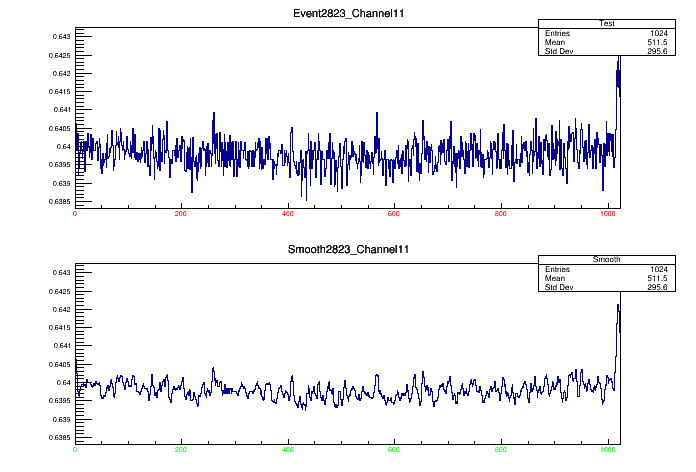 Event2823_Channel11
Test
Entries 1024
Mean 511.5
Std Dev 295.6
0.643
0.6425
0.642
0.6415
0.641
0.6405
0.64
0.6395
0.639
0.6385
0 200 400 600 800 1000
Smooth2823_Channel11
Smooth
Entries 1024
Mean 511.5
Std Dev 295.6
0.643
0.6425
0.642
0.6415
0.641
0.6405
0.64
0.6395
0.639
0.6385
0 200 400 600 800 1000